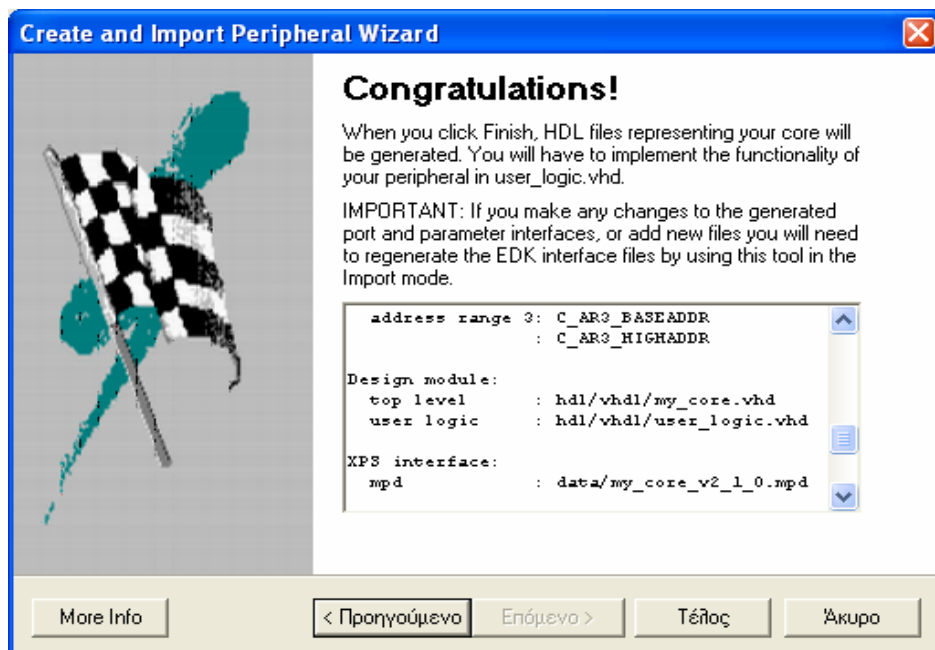 Create and Import Peripheral Wizard
Congratulations!
When you click Finish, HDL files representing your core will
be generated. You will have to implement the functionality of
your peripheral in user_logic.vhd.
IMPORTANT: If you make any changes to the generated
port and parameter interfaces, or add new files you will need
to regenerate the EDK interface files by using this tool in the
Import mode.
address range 3: C_AR3_BASEADDR
: C_AR3_HIGHADDR
Design module:
top level : hdl/vhdl/my_core.vhd
user logic : hdl/vhdl/user_logic.vhd
XPS interface:
mpd : data/my_core_v2_1_0.mpd
More Info
< Προηγούμενο
Επόμενο >
Τέλος
Άκυρο